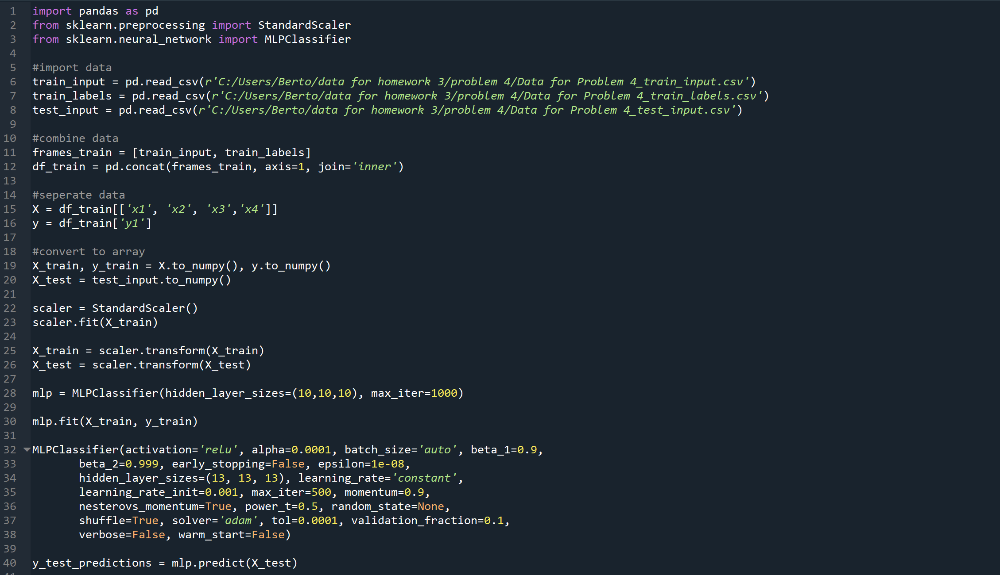 1 import pandas as pd
2 from sklearn.preprocessing import StandardScaler
3 from sklearn.neural_network import MLPClassifier
4
5 #import data
6 train_input = pd.read_csv(r'C:/Users/Berto/data for homework 3/problem 4/Data for Problem 4_train_input.csv')
7 train_labels = pd.read_csv(r'C:/Users/Berto/data for homework 3/problem 4/Data for Problem 4_train_labels.csv')
8 test_input = pd.read_csv(r'C:/Users/Berto/data for homework 3/problem 4/Data for Problem 4_test_input.csv')
9
10 #combine data
11 frames_train = [train_input, train_labels]
12 df_train = pd.concat(frames_train, axis=1, join='inner')
13
14 #seperate data
15 X = df_train[['x1', 'x2', 'x3','x4']]
16 y = df_train['y1']
17
18 #convert to array
19 X_train, y_train = X.to_numpy(), y.to_numpy()
20 X_test = test_input.to_numpy()
21
22 scaler = StandardScaler()
23 scaler.fit(X_train)
24
25 X_train = scaler.transform(X_train)
26 X_test = scaler.transform(X_test)
27
28 mlp = MLPClassifier(hidden_layer_sizes=(10,10,10), max_iter=1000)
29
30 mlp.fit(X_train, y_train)
31
32 MLPClassifier(activation='relu', alpha=0.0001, batch_size='auto', beta_1=0.9,
33 beta_2=0.999, early_stopping=False, epsilon=1e-08,
34 hidden_layer_sizes=(13, 13, 13), learning_rate='constant',
35 learning_rate_init=0.001, max_iter=500, momentum=0.9,
36 nesterovs_momentum=True, power_t=0.5, random_state=None,
37 shuffle=True, solver='adam', tol=0.0001, validation_fraction=0.1,
38 verbose=False, warm_start=False)
39
40 y_test_predictions = mlp.predict(X_test)